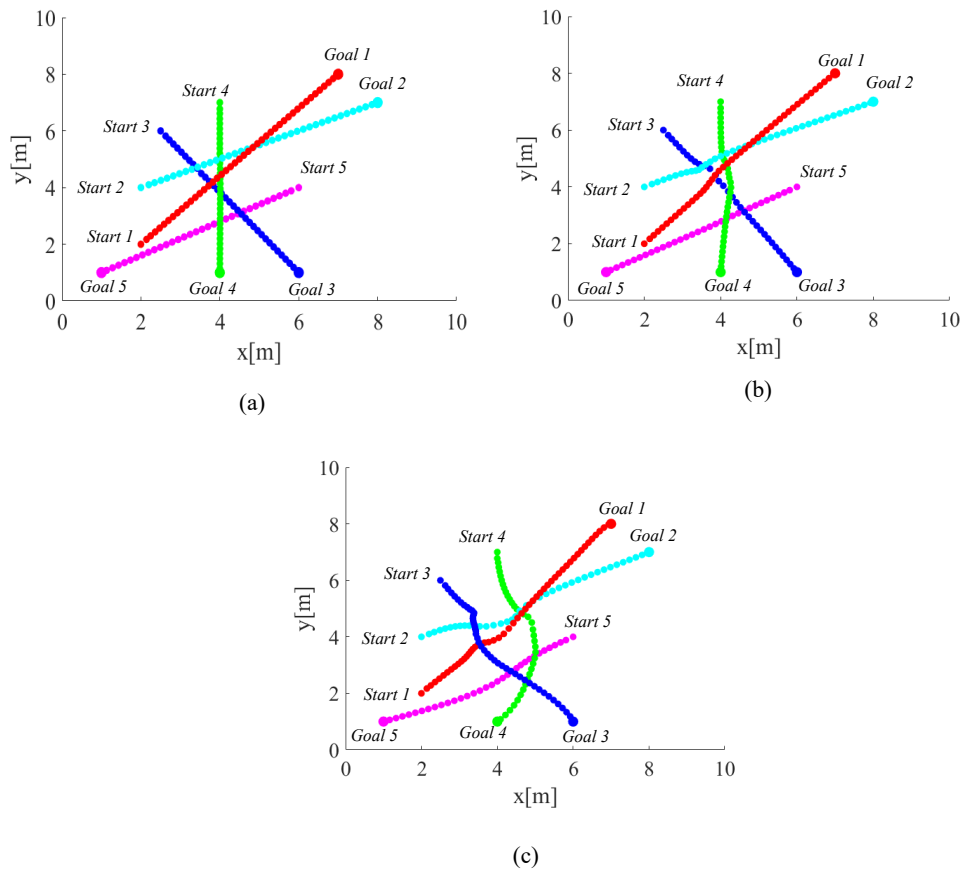 10
Goal 1
8
Start 4
Goal 2
Start 3
6
y[m]
Start 5
4
Start 2
Start 1
2
Goal 5
Goal 4
Goal 3
0
0
2
4
6
8
10
x[m]
(a)
10
Goal 1
8
Start 4
Goal 2
Start 3
6
y[m]
Start 5
4
Start 2
Start 1
2
Goal 5
Goal 4
Goal 3
0
0
2
4
6
8
10
x[m]
(b)
10
Goal 1
8
Start 4
Goal 2
Start 3
6
y[m]
Start 5
4
Start 2
Start 1
2
Goal 5
Goal 4
Goal 3
0
0
2
4
6
8
10
x[m]
(c)